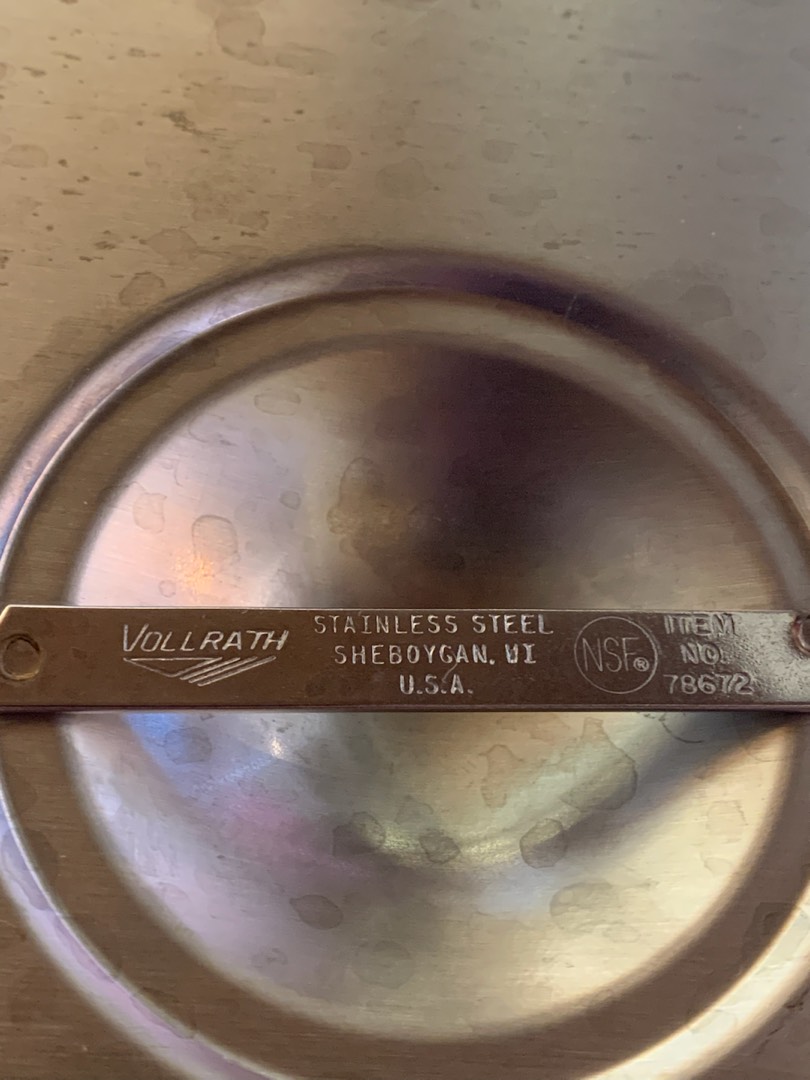 VOLLRATH
STAINLESS STEEL
SHEBOYGAN, WI
U.S.A.
NSF®
ITEM
NO.
78672